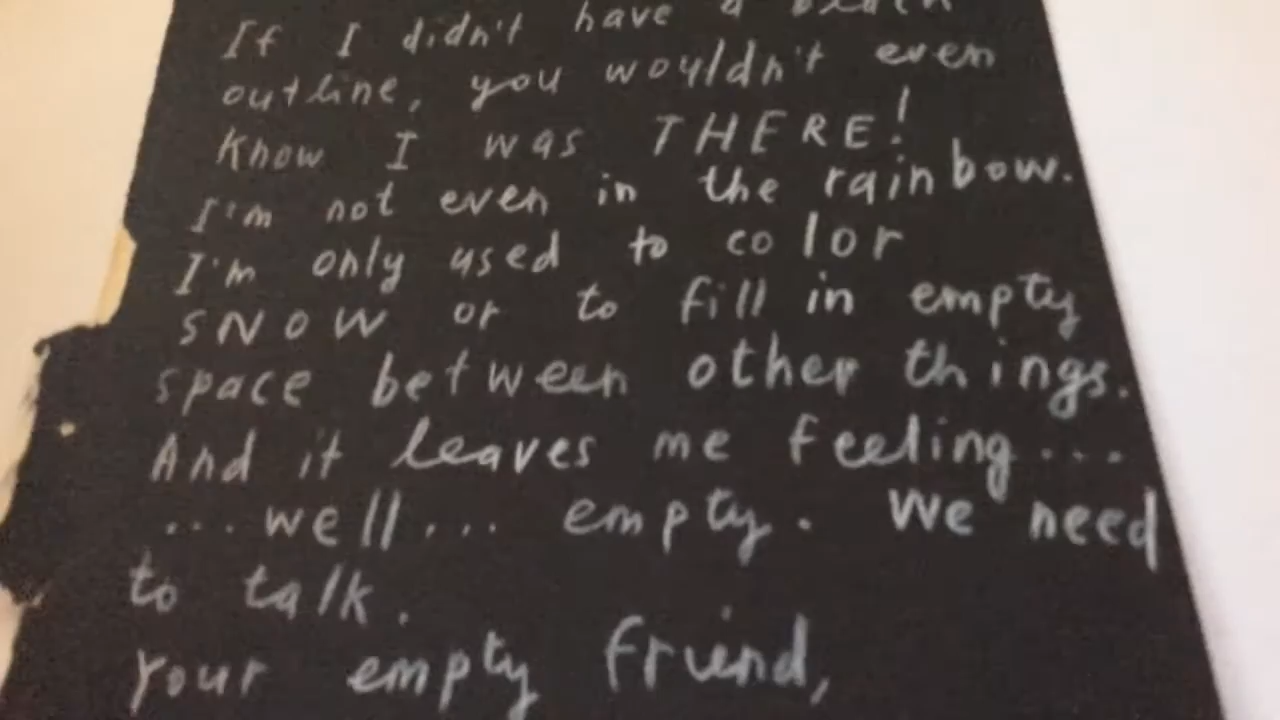 If I didn't have a black
outline, you wouldn't even
know I was THERE!
I'm not even in the rainbow.
I'm only used to color
SNOW or to fill in empty
space between other things.
And it leaves me feeling...
...well... empty. We need
to talk.
Your empty friend,